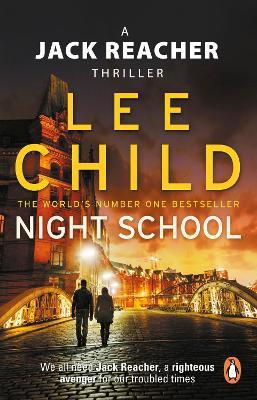 A
JACK REACHER
THRILLER
LEE
CHILD
THE WORLD'S NUMBER ONE BESTSELLER
NIGHT SCHOOL
We all need Jack Reacher, a righteous
avenger for our troubled times